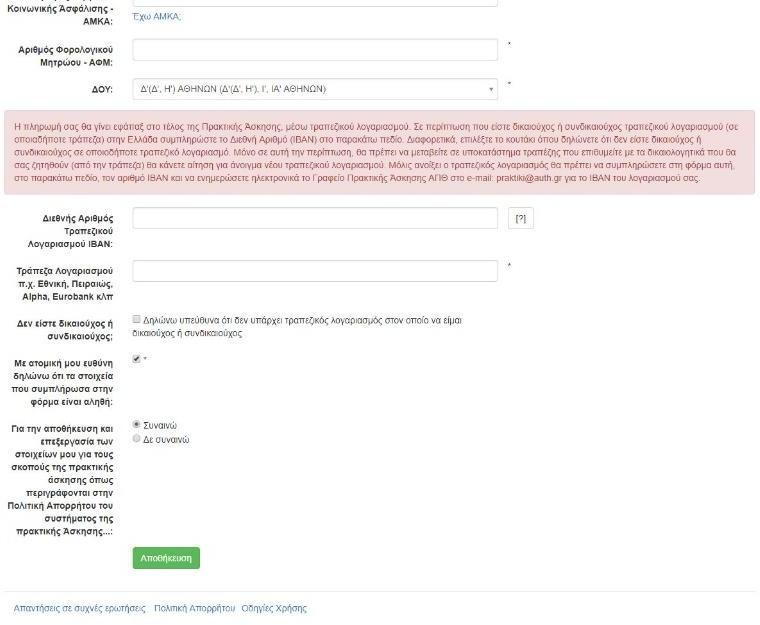 Κοινωνικής Ασφάλισης -
ΑΜΚΑ:
Έχω ΑΜΚΑ;
Αριθμός Φορολογικού
Μητρώου - ΑΦΜ:
*
ΔΟΥ:
Δ'(Δ', Η') ΑΘΗΝΩΝ (Δ'(Δ', Η'), Ι', ΙΑ' ΑΘΗΝΩΝ)
*
Η πληρωμή σας θα γίνει εφάπαξ στο τέλος της Πρακτικής Άσκησης, μέσω τραπεζικού λογαριασμού. Σε περίπτωση που είστε δικαιούχος ή συνδικαιούχος τραπεζικού λογαριασμού (σε
οποιαδήποτε τράπεζα) στην Ελλάδα συμπληρώστε το Διεθνή Αριθμό (IBAN) στο παρακάτω πεδίο. Διαφορετικά, επιλέξτε το κουτάκι όπου δηλώνετε ότι δεν είστε δικαιούχος ή
συνδικαιούχος σε οποιοδήποτε τραπεζικό λογαριασμό. Μόνο σε αυτή την περίπτωση, θα πρέπει να μεταβείτε σε υποκατάστημα τραπέζης που επιθυμείτε με τα δικαιολογητικά που θα
σας ζητηθούν (από την τράπεζα) θα κάνετε αίτηση για άνοιγμα νέου τραπεζικού λογαριασμού. Μόλις ανοίξει ο τραπεζικός λογαριασμός θα πρέπει να συμπληρώσετε στη φόρμα αυτή,
στο παρακάτω πεδίο, τον αριθμό IBAN και να ενημερώσετε ηλεκτρονικά το Γραφείο Πρακτικής Άσκησης ΑΠΘ στο e-mail: praktiki@auth.gr για το IBAN του λογαριασμού σας.
Διεθνής Αριθμός
Τραπεζικού
Λογαριασμού IBAN:
[?]
Τράπεζα Λογαριασμού
π.χ. Εθνική, Πειραιώς,
Alpha, Eurobank κλπ
*
Δεν είστε δικαιούχος ή
συνδικαιούχος;
Δηλώνω υπεύθυνα ότι δεν υπάρχει τραπεζικός λογαριασμός στον οποίο να είμαι
δικαιούχος ή συνδικαιούχος
Με ατομική μου ευθύνη
δηλώνω ότι τα στοιχεία
που συμπλήρωσα στην
φόρμα είναι αληθή:
*
Για την αποθήκευση και
επεξεργασία των
στοιχείων μου για τους
σκοπούς της πρακτικής
άσκησης όπως
περιγράφονται στην
Πολιτική Απορρήτου του
συστήματος της
πρακτικής Άσκησης...:
Συναινώ
Δε συναινώ
Αποθήκευση
Απαντήσεις σε συχνές ερωτήσεις Πολιτική Απορρήτου Οδηγίες Χρήσης